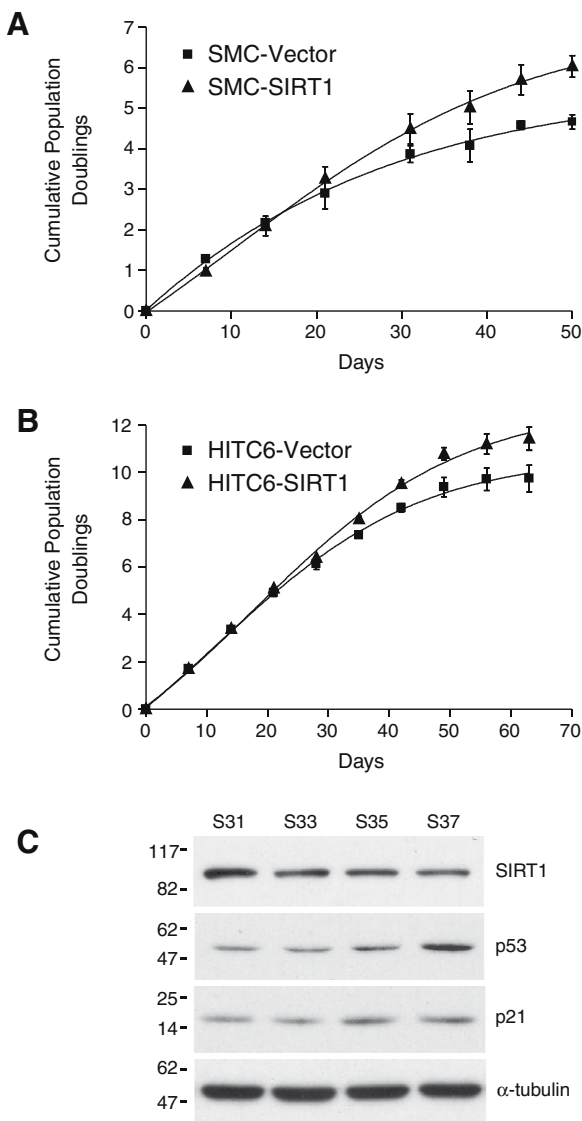 A
7
6
5
4
3
2
1
0
Cumulative Population
Doublings
SMC-Vector
SMC-SIRT1
0 10 20 30 40 50
Days
B
12
10
8
6
4
2
0
Cumulative Population
Doublings
HITC6-Vector
HITC6-SIRT1
0 10 20 30 40 50 60 70
Days
C
S31 S33 S35 S37
117
82
SIRT1
62
47
p53
25
14
p21
62
47
α-tubulin